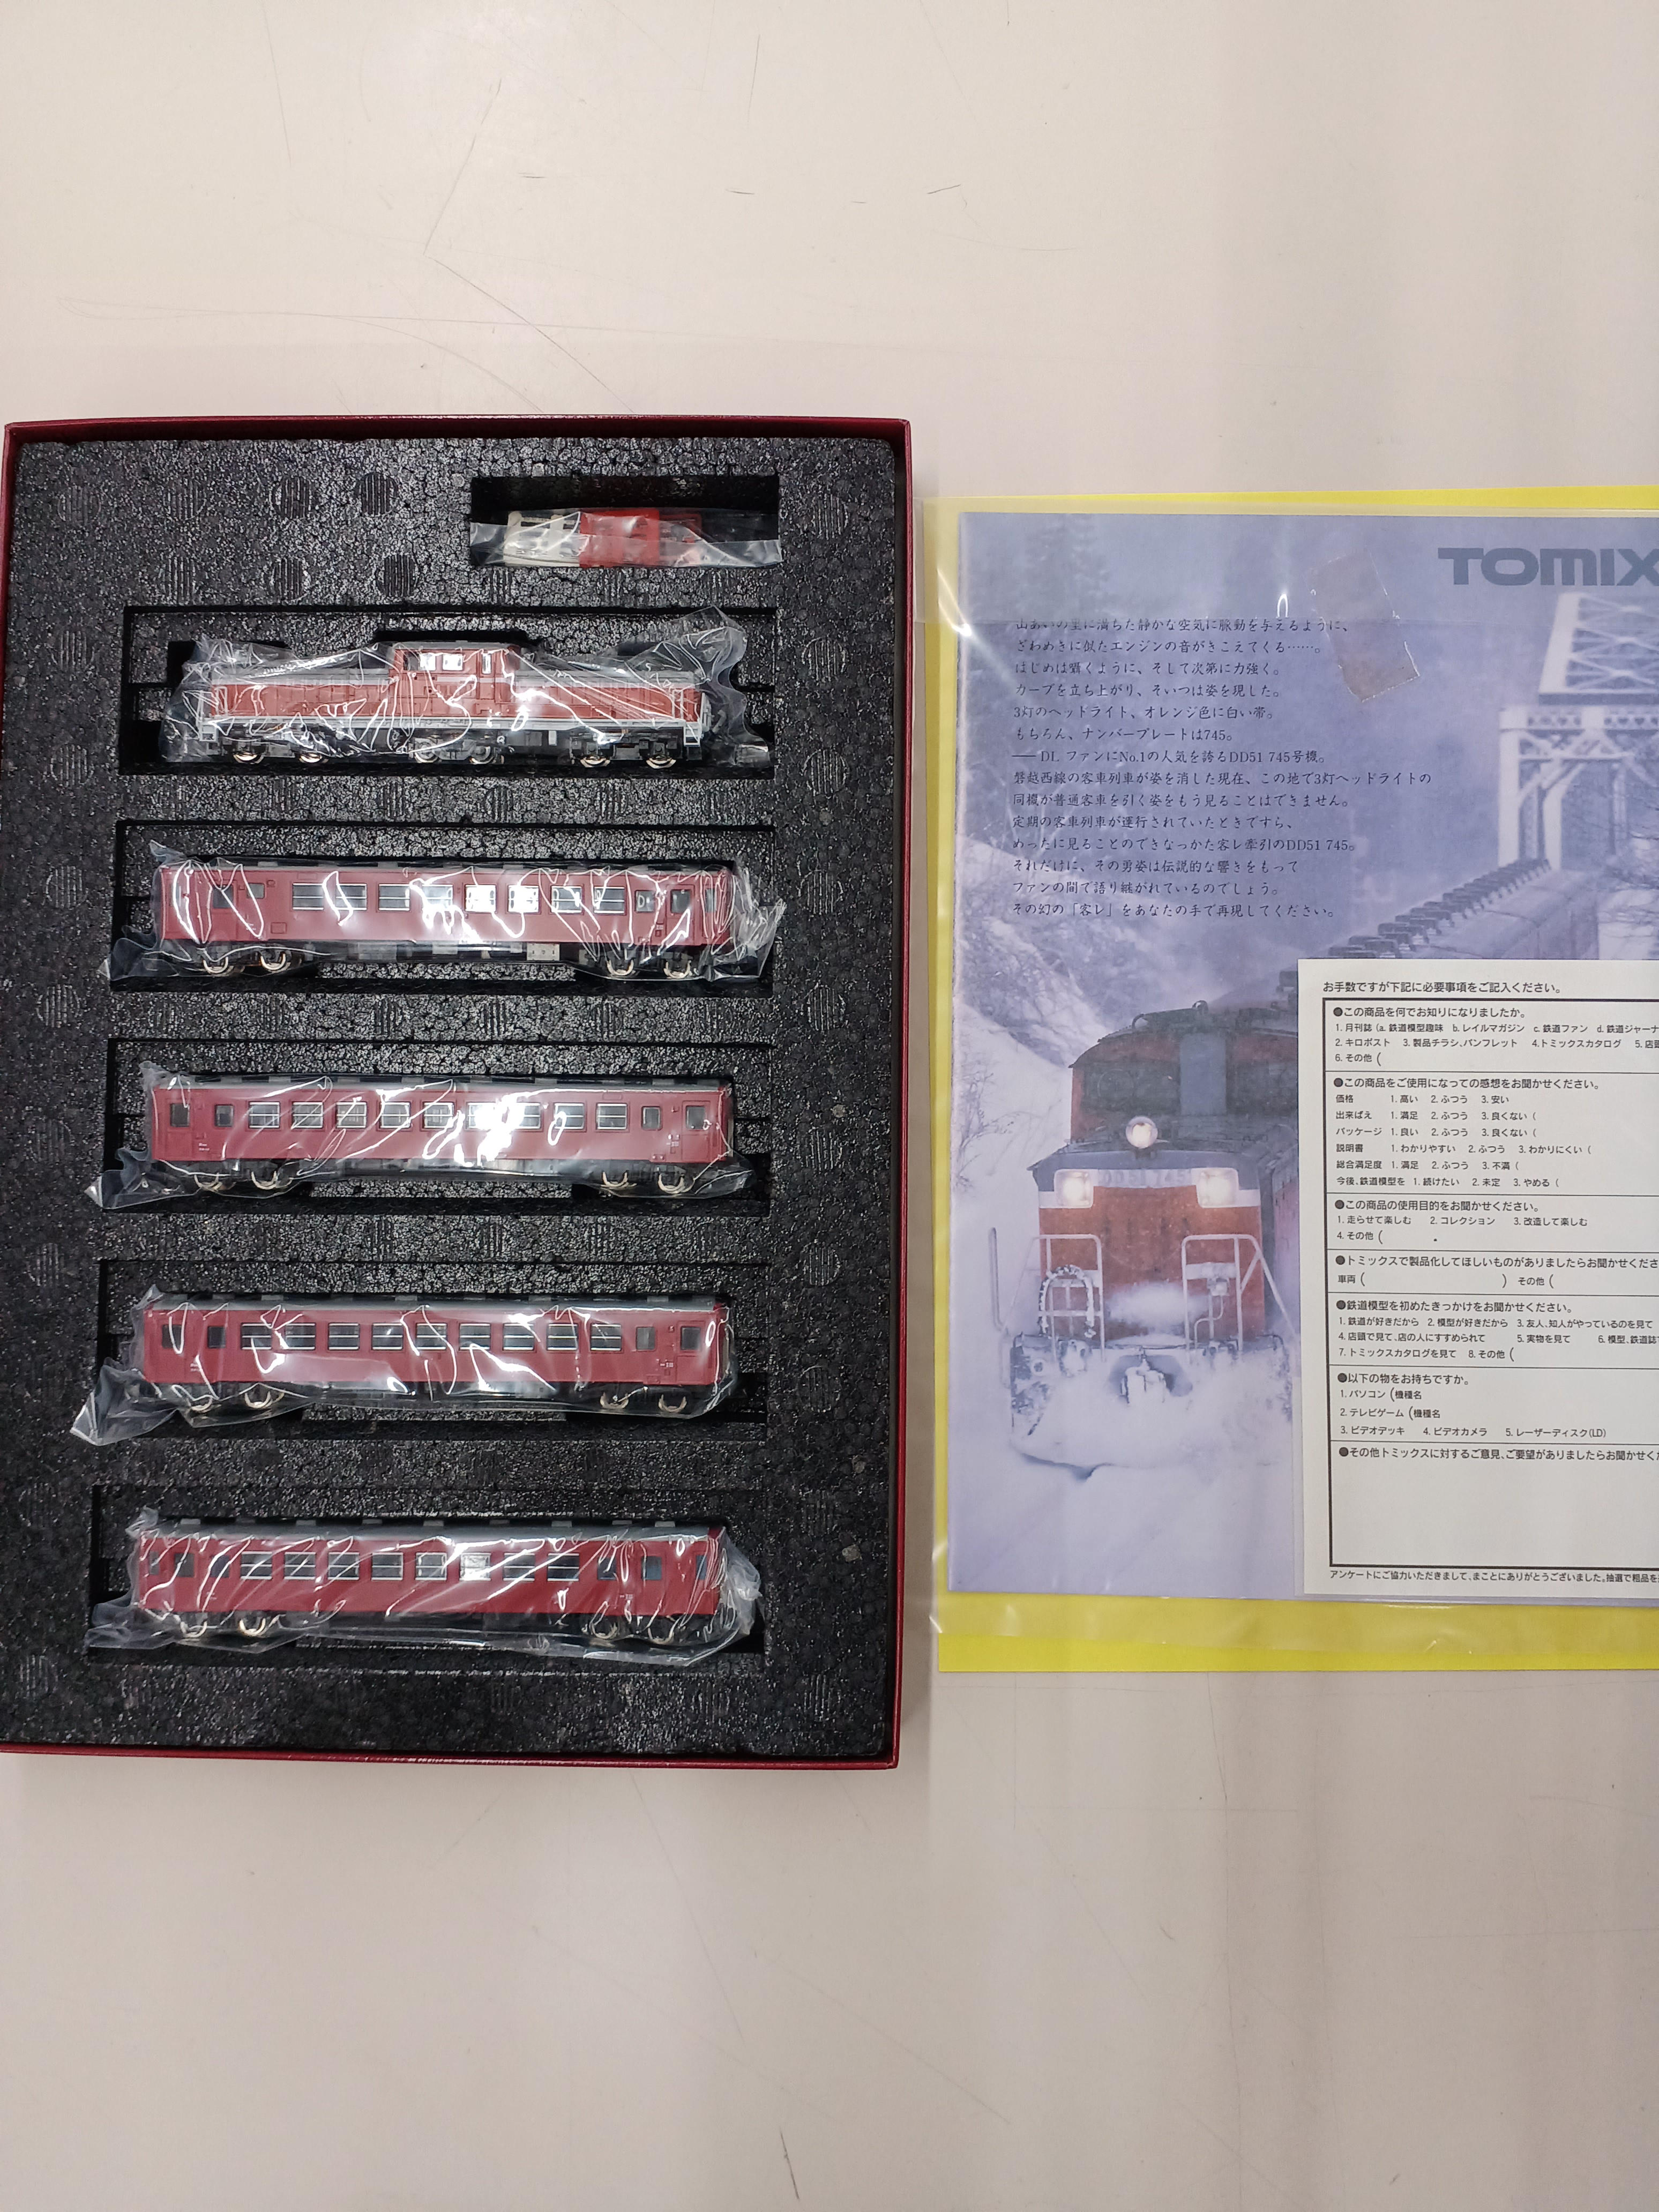 TOMIX
山あいの里に満ちた静かな空気に脈動を与えるように、
ざわめきに似たエンジンの音がきこえてくる……。
はじめは囁くように、そして次第に力強く。
カーブを立ち上がり、そいつは姿を現した。
3灯のヘッドライト、オレンジ色に白い帯。
もちろん、ナンバープレートは745。
── DL ファンにNo.1の人気を誇るDD51 745号機。
磐越西線の客車列車が姿を消した現在、この地で3灯ヘッドライトの
同機が普通客車を引く姿をもう見ることはできません。
定期の客車列車が運行されていたときですら、
めったに見ることのできなっかた客レ牽引のDD51 745。
それだけに、その勇姿は伝説的な響きをもって
ファンの間で語り継がれているのでしょう。
その幻の「客レ」をあなたの手で再現してください。
DD51 745
お手数ですが下記に必要事項をご記入ください。
●この商品を何でお知りになりましたか。
1. 月刊誌 (a. 鉄道模型趣味 b. レイルマガジン c. 鉄道ファン d. 鉄道ジャーナ
2. キロポスト 3. 製品チラシ、パンフレット 4. トミックスカタログ 5. 店頭
6. その他 (
●この商品をご使用になっての感想をお聞かせください。
価格 1. 高い 2. ふつう 3. 安い
出来ばえ 1. 満足 2. ふつう 3. 良くない (
パッケージ 1. 良い 2. ふつう 3. 良くない (
説明書 1. わかりやすい 2. ふつう 3. わかりにくい (
総合満足度 1. 満足 2. ふつう 3. 不満 (
今後、鉄道模型を 1. 続けたい 2. 未定 3. やめる (
●この商品の使用目的をお聞かせください。
1. 走らせて楽しむ 2. コレクション 3. 改造して楽しむ
4. その他 (
●トミックスで製品化してほしいものがありましたらお聞かせくださ
車両 ( ) その他 (
●鉄道模型を初めたきっかけをお聞かせください。
1. 鉄道が好きだから 2. 模型が好きだから 3. 友人、知人がやっているのを見て
4. 店頭で見て、店の人にすすめられて 5. 実物を見て 6. 模型、鉄道誌
7. トミックスカタログを見て 8. その他 (
●以下の物をお持ちですか。
1. パソコン (機種名
2. テレビゲーム (機種名
3. ビデオデッキ 4. ビデオカメラ 5. レーザーディスク(LD)
●その他トミックスに対するご意見、ご要望がありましたらお聞かせくだ
アンケートにご協力いただきまして、まことにありがとうございました。抽選で粗品を